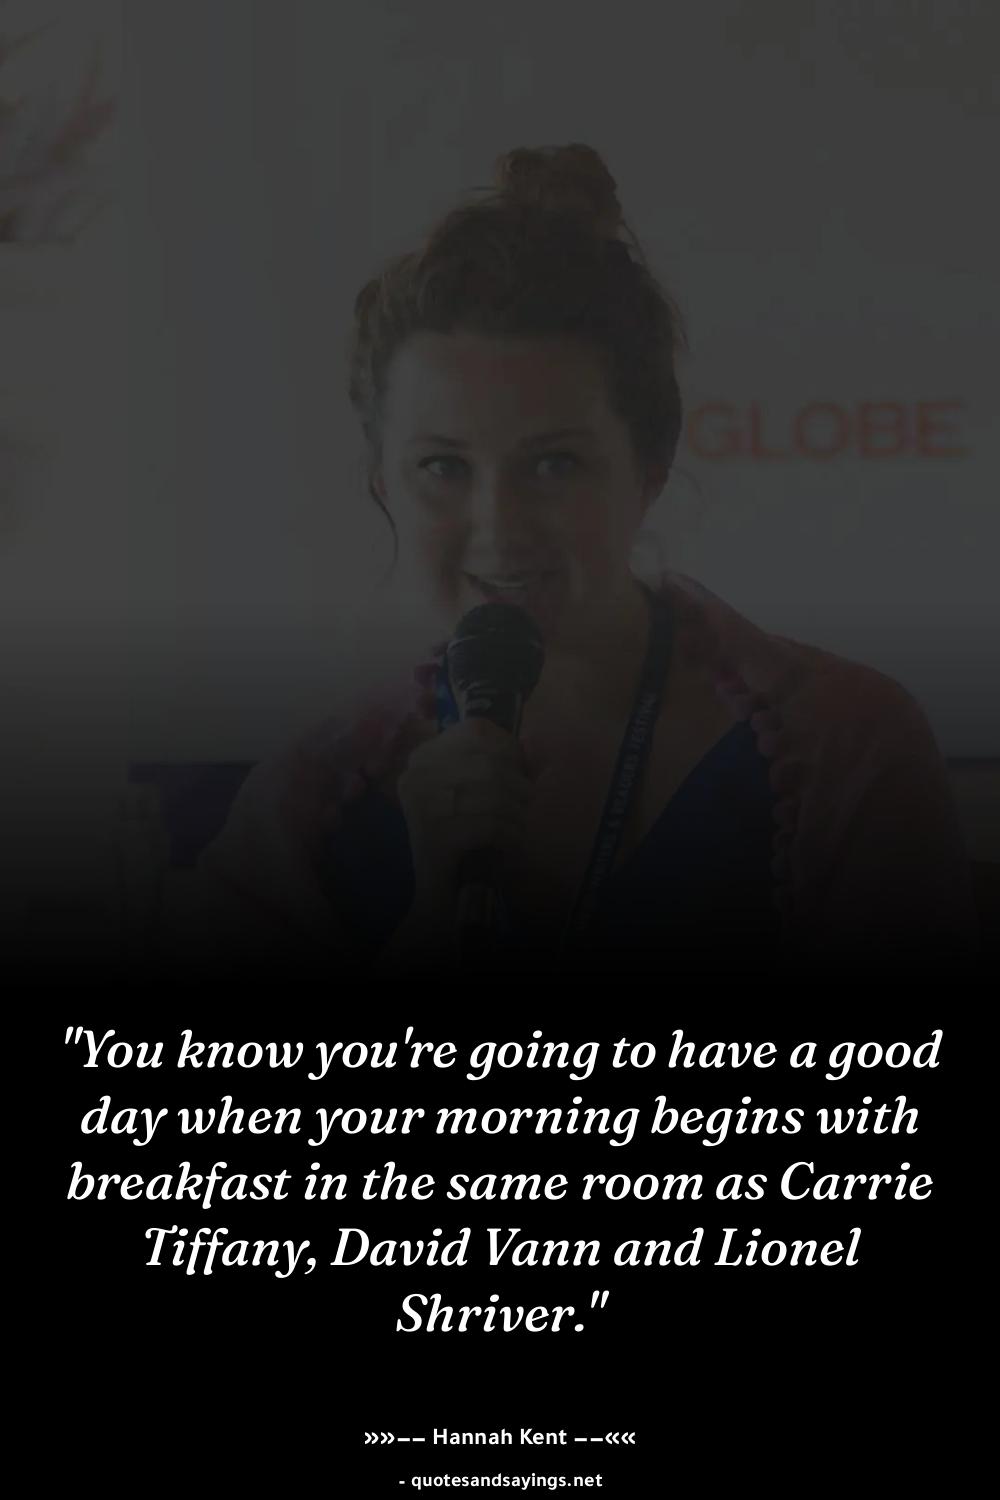 GLOBE
"You know you're going to have a good
day when your morning begins with
breakfast in the same room as Carrie
Tiffany, David Vann and Lionel
Shriver."
»»−− Hannah Kent −−««
- quotesandsayings.net